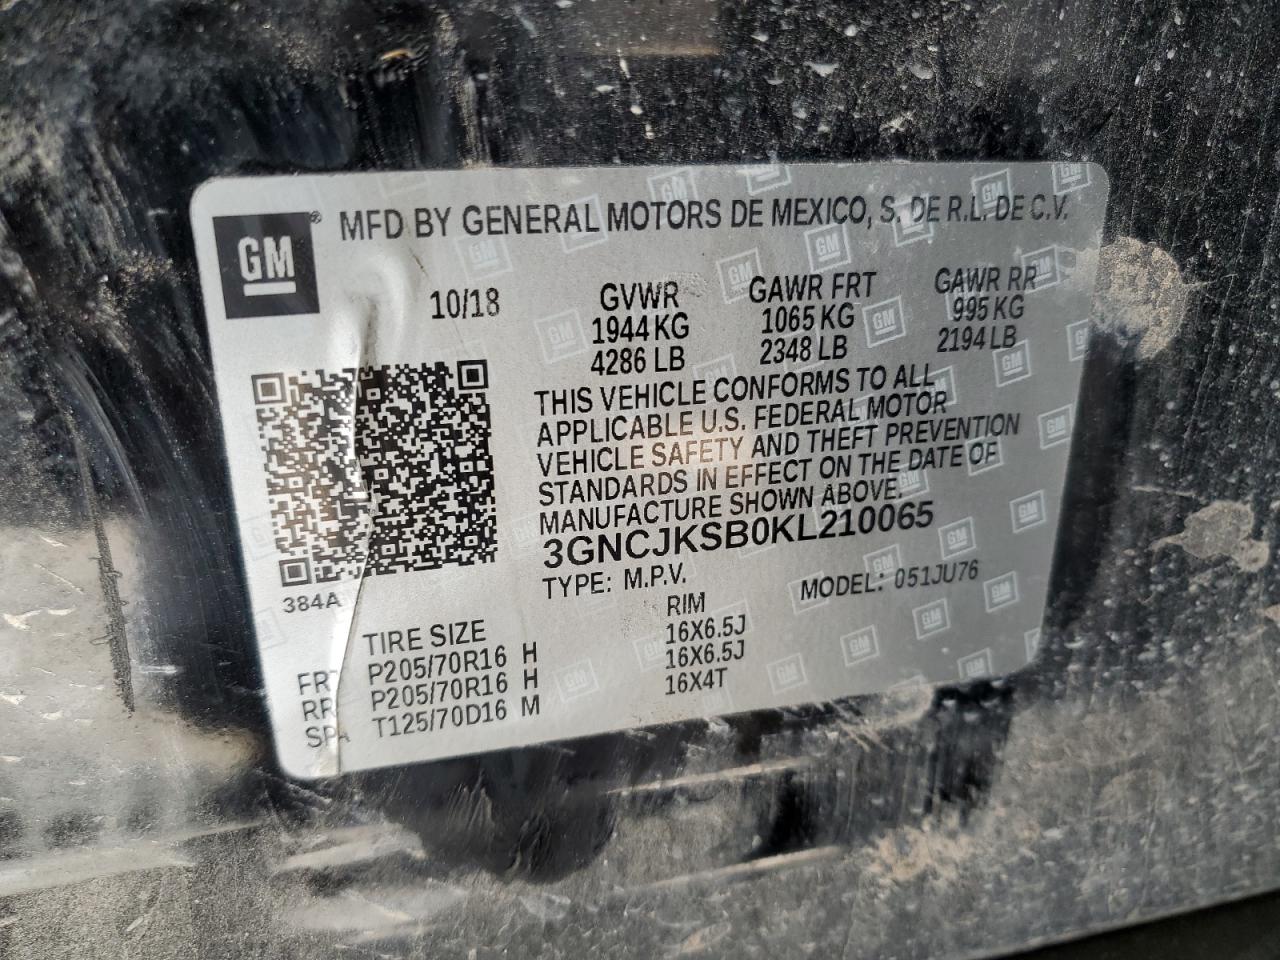 GM® MFD BY GENERAL MOTORS DE MEXICO, S. DE R.L. DE C.V.
10/18 GVWR GAWR FRT GAWR RR
1944 KG 1065 KG 995 KG
4286 LB 2348 LB 2194 LB
THIS VEHICLE CONFORMS TO ALL
APPLICABLE U.S. FEDERAL MOTOR
VEHICLE SAFETY AND THEFT PREVENTION
STANDARDS IN EFFECT ON THE DATE OF
MANUFACTURE SHOWN ABOVE.
3GNCJKSB0KL210065
TYPE: M.P.V. MODEL: 051JU76
384A
TIRE SIZE RIM
FRT P205/70R16 H 16X6.5J
RR P205/70R16 H 16X6.5J
SPA T125/70D16 M 16X4T